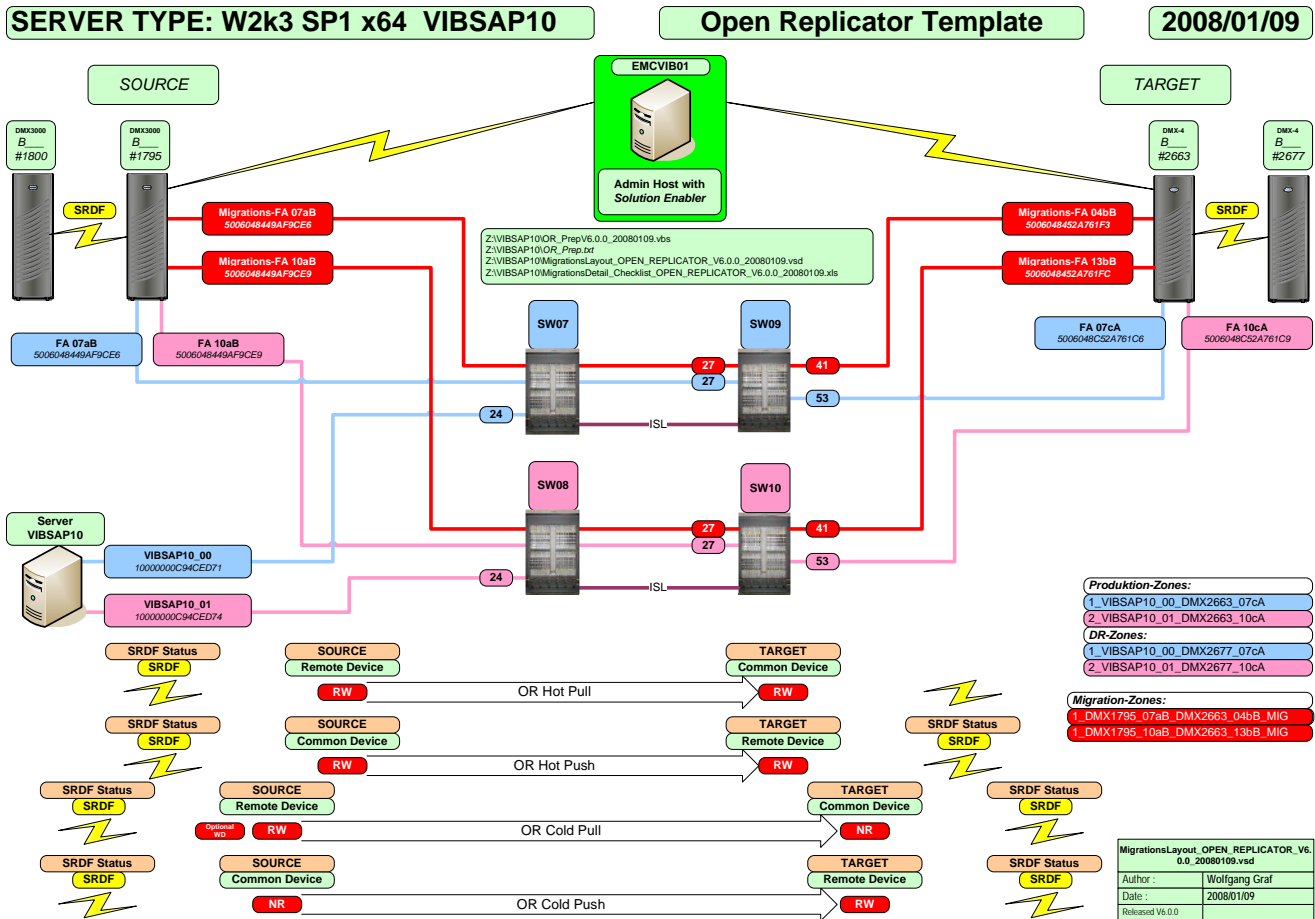 SERVER TYPE: W2k3 SP1 x64  VIBSAP10
Open Replicator Template
2008/01/09
SOURCE
EMCVIB01
TARGET
DMX3000
B___
#1800
DMX3000
B___
#1795
DMX-4
B___
#2663
DMX-4
B___
#2677
Admin Host with
Solution Enabler
SRDF
Migrations-FA 07aB
5006048449AF9CE6
Migrations-FA 10aB
5006048449AF9CE9
Migrations-FA 04bB
5006048452A761F3
Migrations-FA 13bB
5006048452A761FC
SRDF
Z:\VIBSAP10\OR_PrepV6.0.0_20080109.vbs
Z:\VIBSAP10\OR_Prep.txt
Z:\VIBSAP10\MigrationsLayout_OPEN_REPLICATOR_V6.0.0_20080109.vsd
Z:\VIBSAP10\MigrationsDetail_Checklist_OPEN_REPLICATOR_V6.0.0_20080109.xls
FA 07aB
5006048449AF9CE6
FA 10aB
5006048449AF9CE9
SW07
SW09
FA 07cA
5006048C52A761C6
FA 10cA
5006048C52A761C9
27
41
27
53
24
ISL
SW08
SW10
27
41
27
53
24
ISL
Server
VIBSAP10
VIBSAP10_00
10000000C94CED71
VIBSAP10_01
10000000C94CED74
Produktion-Zones:
1_VIBSAP10_00_DMX2663_07cA
2_VIBSAP10_01_DMX2663_10cA
DR-Zones:
1_VIBSAP10_00_DMX2677_07cA
2_VIBSAP10_01_DMX2677_10cA
Migration-Zones:
1_DMX1795_07aB_DMX2663_04bB_MIG
1_DMX1795_10aB_DMX2663_13bB_MIG
SRDF Status
SRDF
SOURCE
Remote Device
RW
OR Hot Pull
TARGET
Common Device
RW
SRDF Status
SRDF
SOURCE
Common Device
RW
OR Hot Push
TARGET
Remote Device
RW
SRDF Status
SRDF
SRDF Status
SRDF
SOURCE
Remote Device
Optional
WD
RW
OR Cold Pull
TARGET
Common Device
NR
SRDF Status
SRDF
SRDF Status
SRDF
SOURCE
Common Device
NR
OR Cold Push
TARGET
Remote Device
RW
SRDF Status
SRDF
MigrationsLayout_OPEN_REPLICATOR_V6.
0.0_20080109.vsd
Author : Wolfgang Graf
Date : 2008/01/09
Released V6.0.0